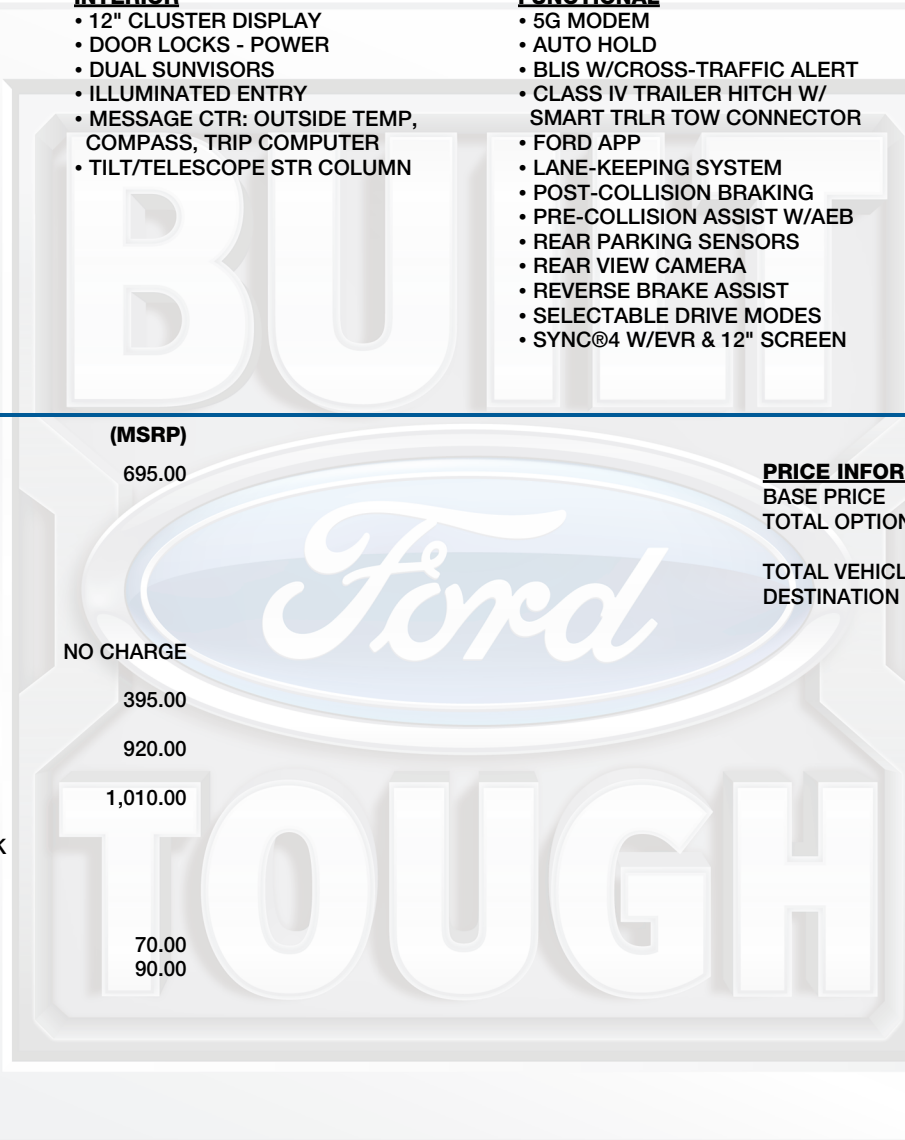 INTERIOR
• 12" CLUSTER DISPLAY
• DOOR LOCKS - POWER
• DUAL SUNVISORS
• ILLUMINATED ENTRY
• MESSAGE CTR: OUTSIDE TEMP,
COMPASS, TRIP COMPUTER
• TILT/TELESCOPE STR COLUMN
FUNCTIONAL
• 5G MODEM
• AUTO HOLD
• BLIS W/CROSS-TRAFFIC ALERT
• CLASS IV TRAILER HITCH W/
SMART TRLR TOW CONNECTOR
• FORD APP
• LANE-KEEPING SYSTEM
• POST-COLLISION BRAKING
• PRE-COLLISION ASSIST W/AEB
• REAR PARKING SENSORS
• REAR VIEW CAMERA
• REVERSE BRAKE ASSIST
• SELECTABLE DRIVE MODES
• SYNC®4 W/EVR & 12" SCREEN
BUILT
(MSRP)
695.00
NO CHARGE
395.00
920.00
1,010.00
K
70.00
90.00
Ford
TOUGH
PRICE INFOR
BASE PRICE
TOTAL OPTION
TOTAL VEHICL
DESTINATION